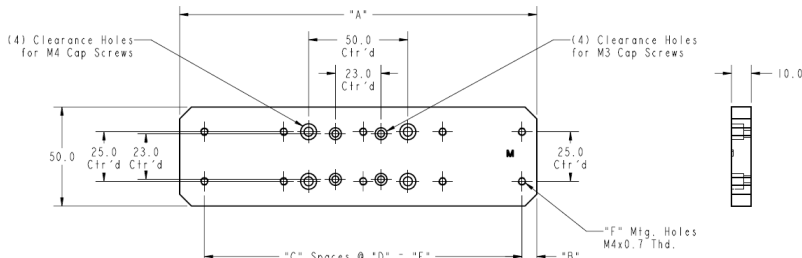 "A"
(4) Clearance Holes
for M4 Cap Screws
50.0
Ctr'd
(4) Clearance Holes
for M3 Cap Screws
23.0
Ctr'd
10.0
50.0
25.0
Ctr'd
23.0
Ctr'd
M
25.0
Ctr'd
"F" Mtg. Holes
M4x0.7 Thd.
"C" Spaces @ "D" = "E"
"B"